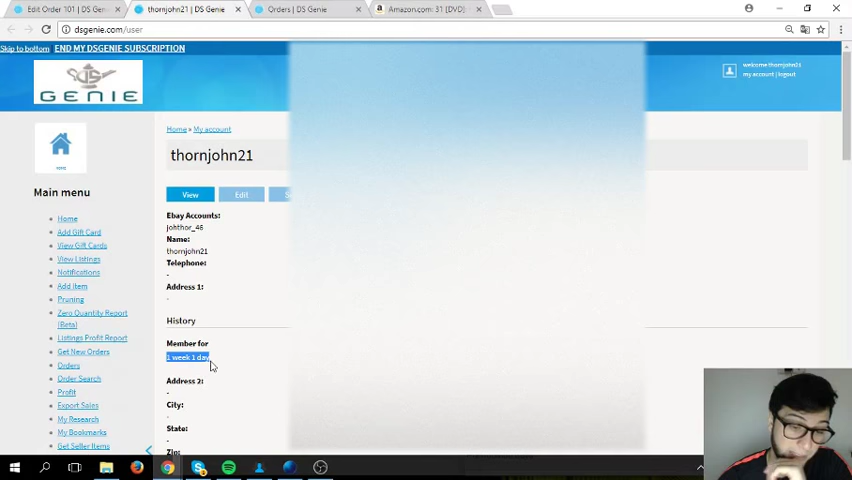 Edit Order 101 | DS Geni
thornjohn21 | DS Genie
Orders | DS Genie
Amazon.com: 31 [DVD]:
dsgenie.com/user
Skip to bottom END MY DSGENIE SUBSCRIPTION
DS
GENIE
welcome thornjohn21
my account | logout
Home » My account
thornjohn21
Main menu
View Edit
Home
Add Gift Card
View Gift Cards
View Listings
Notifications
Add Item
Pruning
Zero Quantity Report
(Beta)
Listings Profit Report
Get New Orders
Orders
Order Search
Profit
Export Sales
My Research
My Bookmarks
Get Seller Items
Ebay Accounts:
johthor_46
Name:
thornjohn21
Telephone:
-
Address 1:
-
History
Member for
1 week 1 day
Address 2:
-
City:
-
State:
-
Zip: